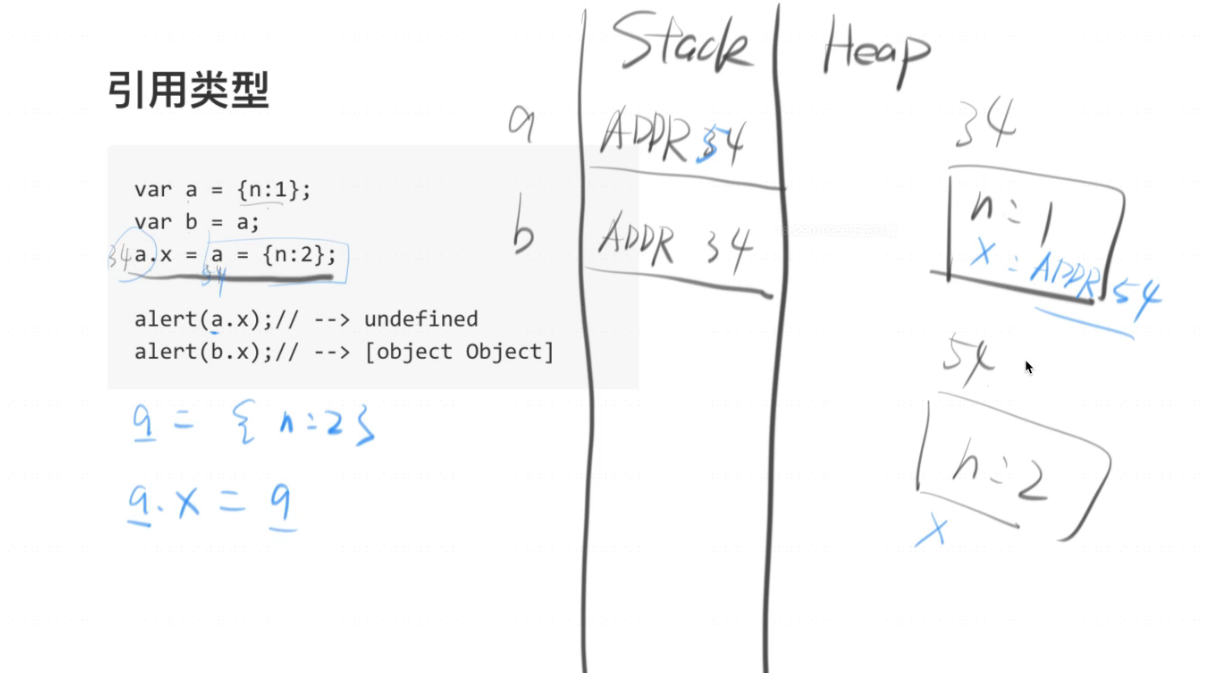 引用类型
Stack
Heap
a
ADDR 54
34
var a = {n:1};
var b = a;
34 a.x = a = {n:2};
34
b
ADDR 34
n:1
x:ADDR 54
alert(a.x);// --> undefined
alert(b.x);// --> [object Object]
54
n:2
x
a = {n:2}
a.x = a